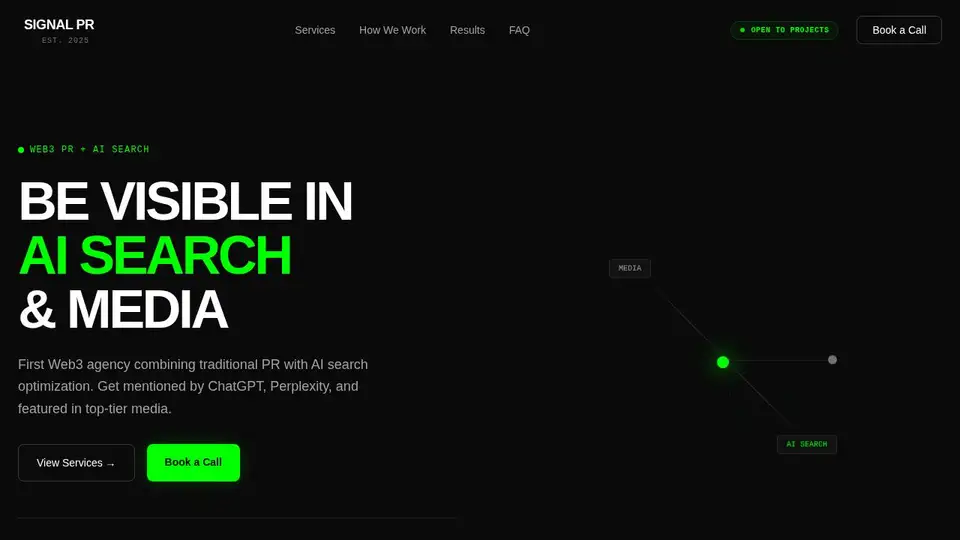 SIGNAL PR
EST. 2025
Services
How We Work
Results
FAQ
OPEN TO PROJECTS
Book a Call
WEB3 PR + AI SEARCH
BE VISIBLE IN
AI SEARCH
& MEDIA
First Web3 agency combining traditional PR with AI search
optimization. Get mentioned by ChatGPT, Perplexity, and
featured in top-tier media.
View Services →
Book a Call
MEDIA
AI SEARCH